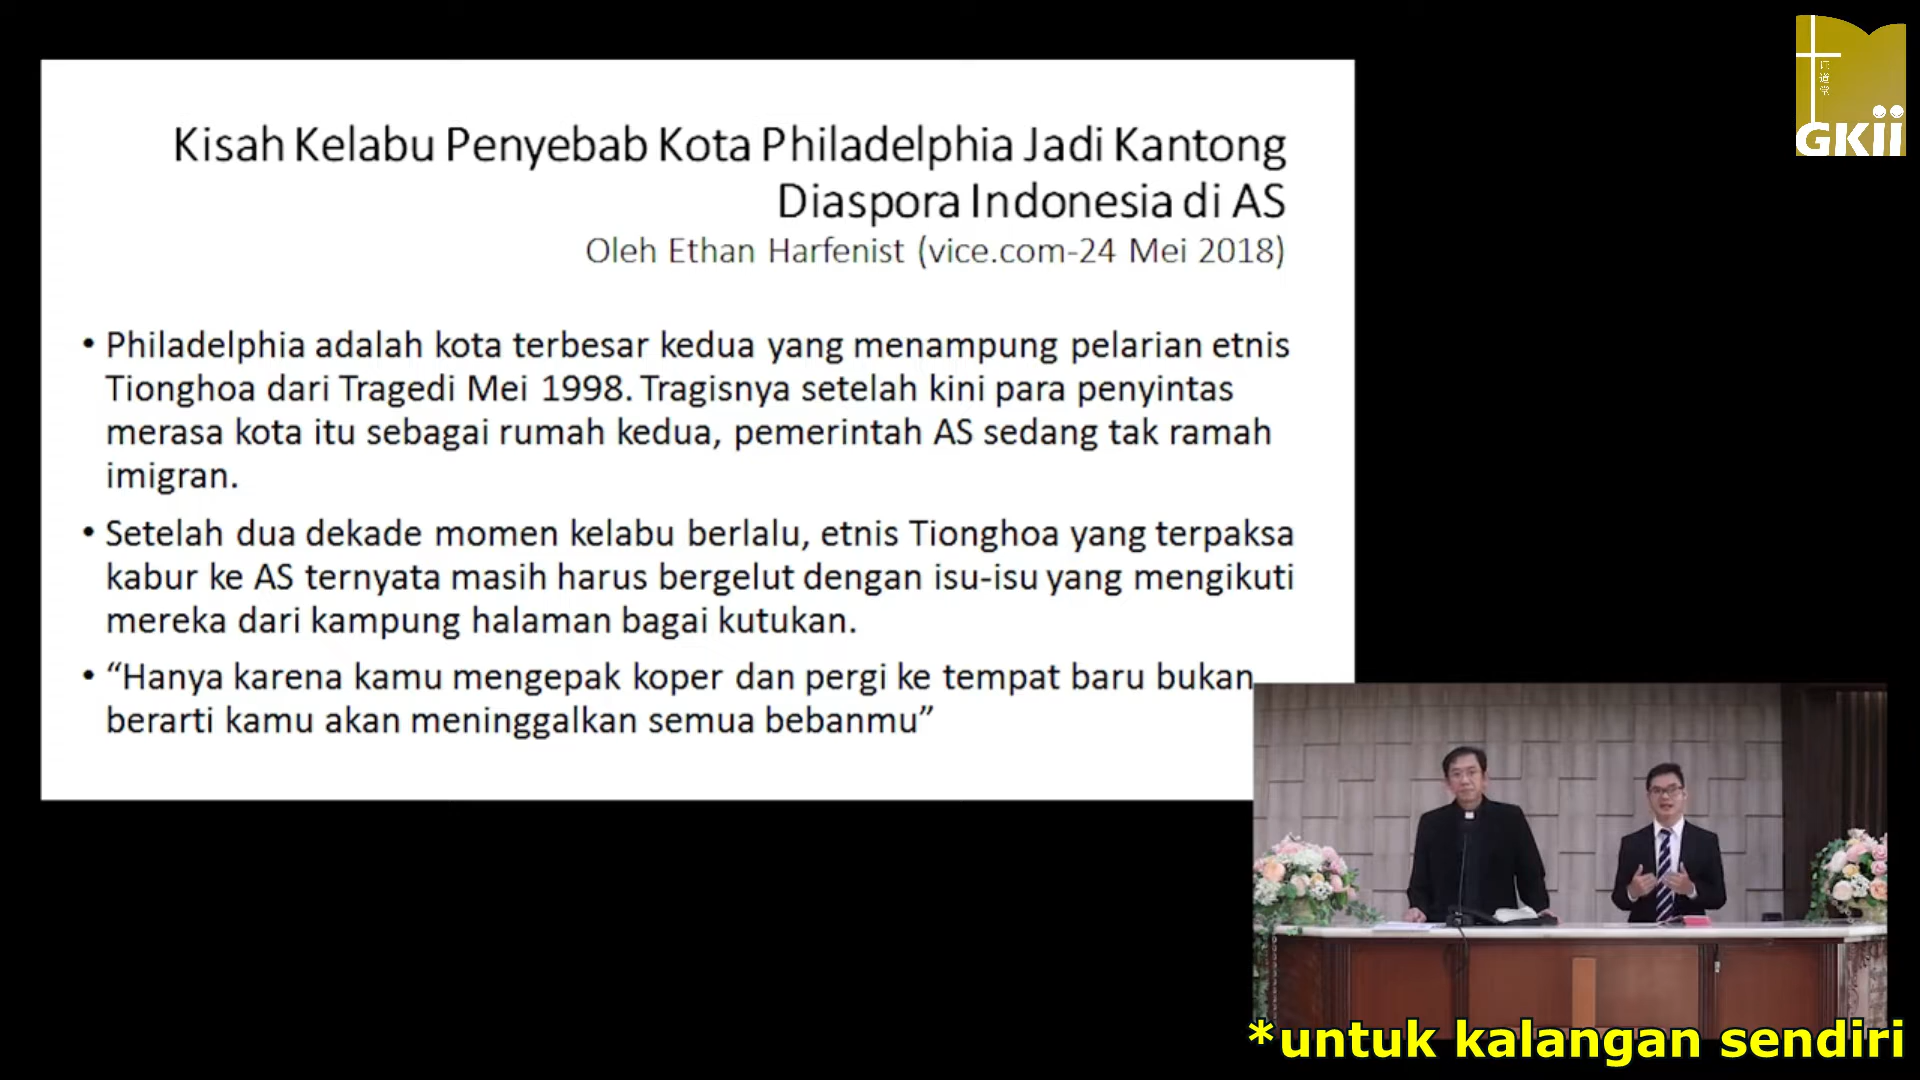 Kisah Kelabu Penyebab Kota Philadelphia Jadi Kantong
Diaspora Indonesia di AS
Oleh Ethan Harfenist (vice.com-24 Mei 2018)
• Philadelphia adalah kota terbesar kedua yang menampung pelarian etnis
Tionghoa dari Tragedi Mei 1998. Tragisnya setelah kini para penyintas
merasa kota itu sebagai rumah kedua, pemerintah AS sedang tak ramah
imigran.
• Setelah dua dekade momen kelabu berlalu, etnis Tionghoa yang terpaksa
kabur ke AS ternyata masih harus bergelut dengan isu-isu yang mengikuti
mereka dari kampung halaman bagai kutukan.
• “Hanya karena kamu mengepak koper dan pergi ke tempat baru bukan
berarti kamu akan meninggalkan semua bebanmu”
GKii
*untuk kalangan sendiri